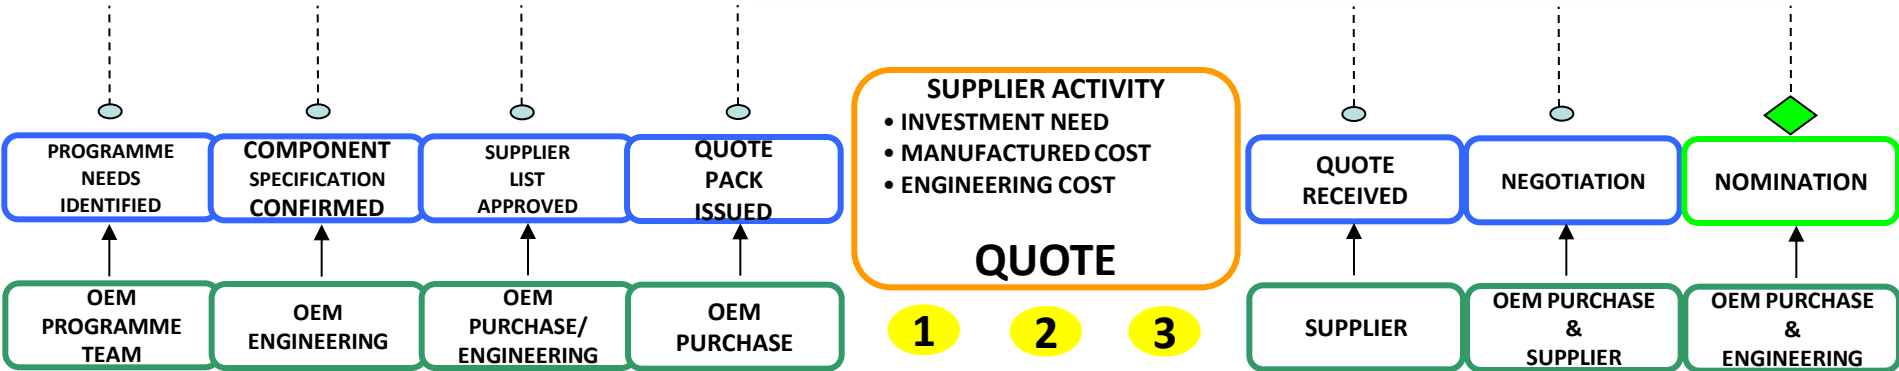 PROGRAMME
NEEDS
IDENTIFIED
COMPONENT
SPECIFICATION
CONFIRMED
SUPPLIER
LIST
APPROVED
QUOTE
PACK
ISSUED
SUPPLIER ACTIVITY
• INVESTMENT NEED
• MANUFACTURED COST
• ENGINEERING COST
QUOTE
QUOTE
RECEIVED
NEGOTIATION
NOMINATION
OEM
PROGRAMME
TEAM
OEM
ENGINEERING
OEM
PURCHASE/
ENGINEERING
OEM
PURCHASE
1
2
3
SUPPLIER
OEM PURCHASE
&
SUPPLIER
OEM PURCHASE
&
ENGINEERING